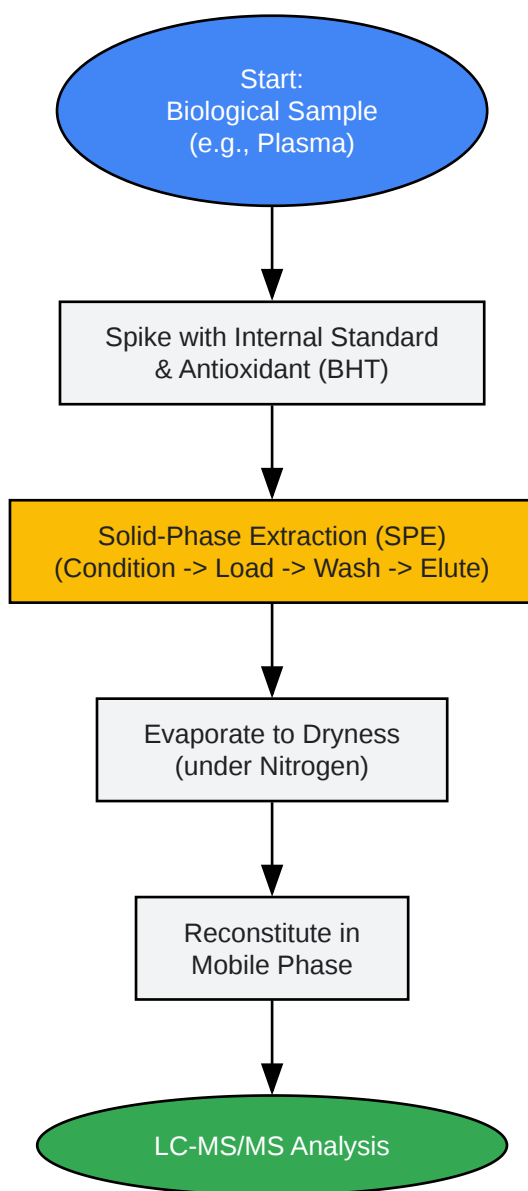 Start:
Biological Sample
(e.g., Plasma)
Spike with Internal Standard
& Antioxidant (BHT)
Solid-Phase Extraction (SPE)
(Condition -> Load -> Wash -> Elute)
Evaporate to Dryness
(under Nitrogen)
Reconstitute in
Mobile Phase
LC-MS/MS Analysis